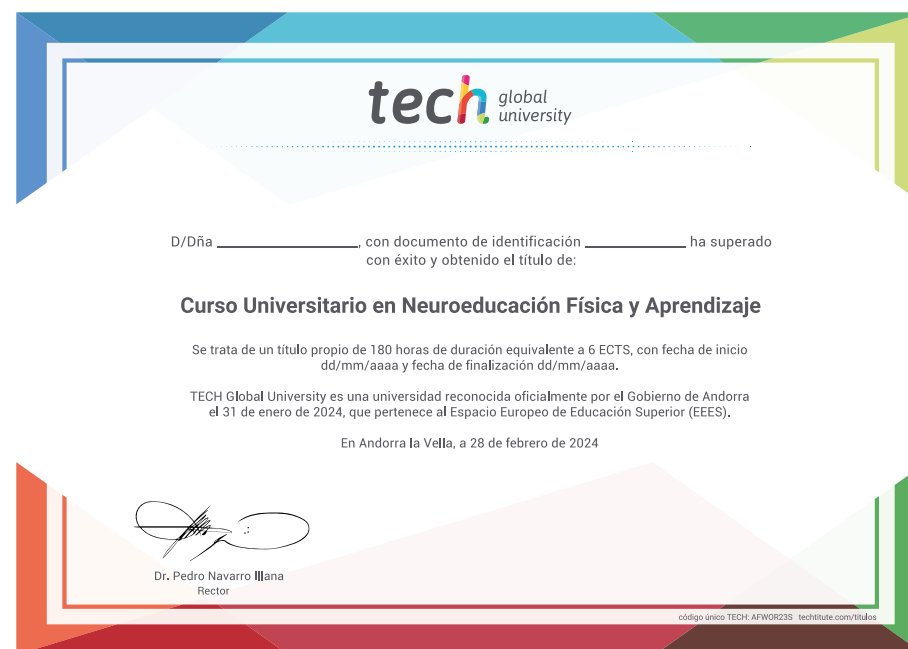 tech global
university
D/Dña ______________, con documento de identificación __________ ha superado
con éxito y obtenido el título de:
Curso Universitario en Neuroeducación Física y Aprendizaje
Se trata de un título propio de 180 horas de duración equivalente a 6 ECTS, con fecha de inicio
dd/mm/aaaa y fecha de finalización dd/mm/aaaa.
TECH Global University es una universidad reconocida oficialmente por el Gobierno de Andorra
el 31 de enero de 2024, que pertenece al Espacio Europeo de Educación Superior (EEES).
En Andorra la Vella, a 28 de febrero de 2024
Dr. Pedro Navarro Illana
Rector
código único TECH: AFWOR23S techtitute.com/titulos